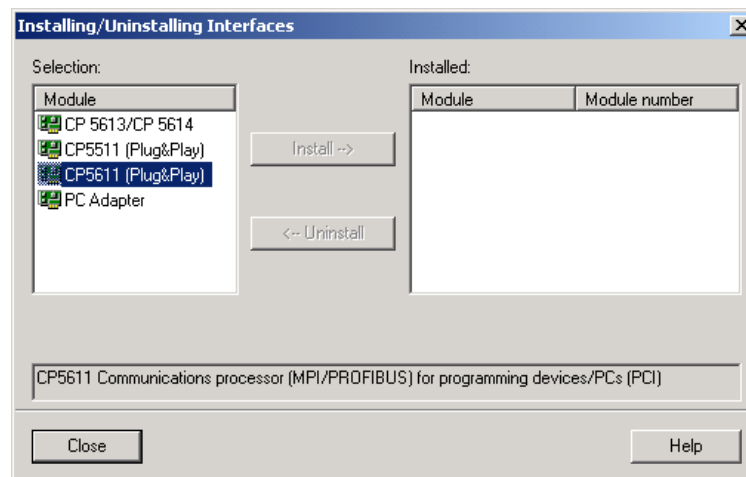 Installing/Uninstalling Interfaces
Selection:
Installed:
Module
Module
Module number
CP 5613/CP 5614
CP5511 (Plug&Play)
CP5611 (Plug&Play)
PC Adapter
Install -->
<-- Uninstall
CP5611 Communications processor (MPI/PROFIBUS) for programming devices/PCs (PCI)
Close
Help